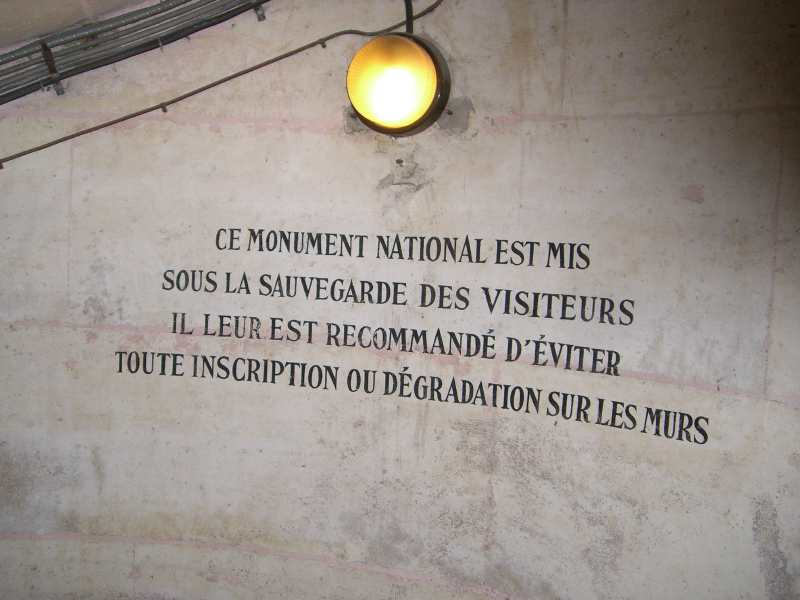 CE MONUMENT NATIONAL EST MIS
SOUS LA SAUVEGARDE DES VISITEURS
IL LEUR EST RECOMMANDÉ D'ÉVITER
TOUTE INSCRIPTION OU DÉGRADATION SUR LES MURS